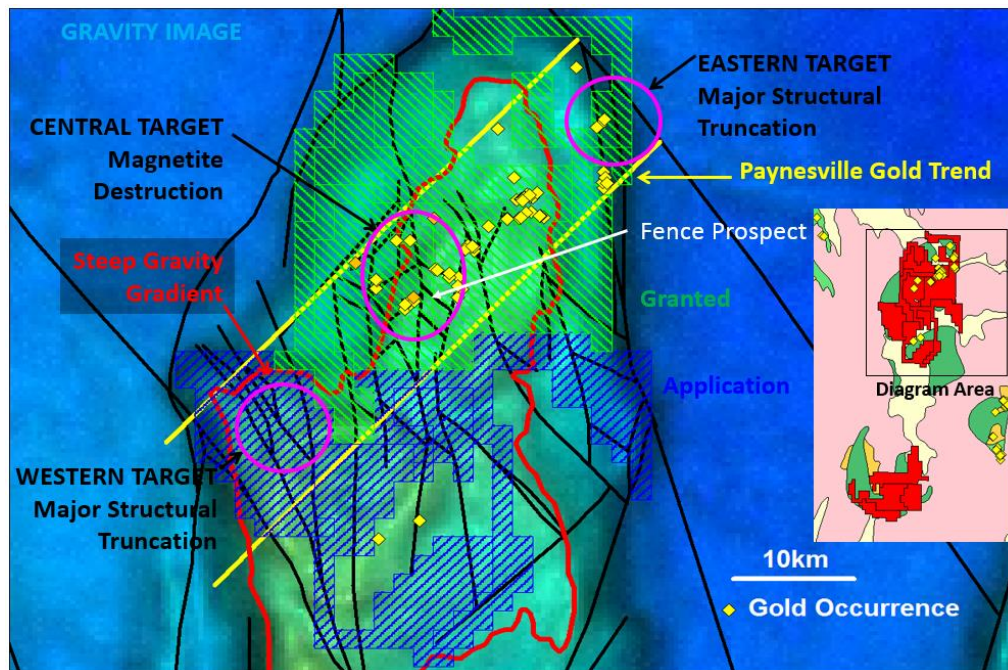 GRAVITY IMAGE
EASTERN TARGET
Major Structural
Truncation
CENTRAL TARGET
Magnetite
Destruction
Paynesville Gold Trend
Fence Prospect
Steep Gravity
Gradient
Granted
Application
Diagram Area
WESTERN TARGET
Major Structural
Truncation
10km
Gold Occurrence